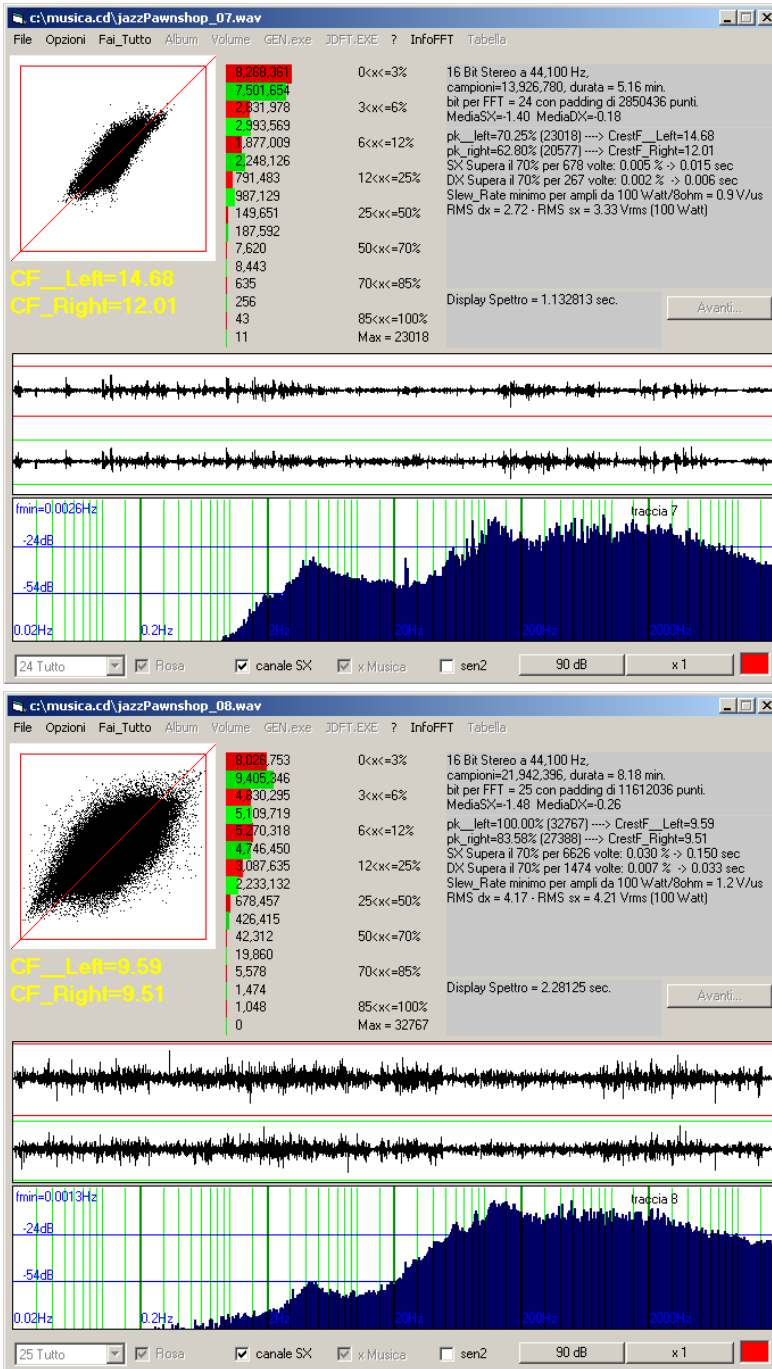 c:\musica.cd\jazzPawnshop_07.wav
File Opzioni Fai_Tutto Album Volume GEN.exe JDFT.EXE ? InfoFFT Tabella
8,268,361 0<x<=3%
7,501,654
2,831,978 3<x<=6%
2,993,569
1,877,009 6<x<=12%
2,248,126
791,483 12<x<=25%
987,129
149,651 25<x<=50%
187,592
7,620 50<x<=70%
8,443
635 70<x<=85%
256
43 85<x<=100%
11 Max = 23018
16 Bit Stereo a 44,100 Hz,
campioni=13,926,780, durata = 5.16 min.
bit per FFT = 24 con padding di 2850436 punti.
MediaSX=-1.40 MediaDX=-0.18
pk__left=70.25% (23018) ----> CrestF__Left=14.68
pk_right=62.80% (20577) ----> CrestF_Right=12.01
SX Supera il 70% per 678 volte: 0.005 % -> 0.015 sec
DX Supera il 70% per 267 volte: 0.002 % -> 0.006 sec
Slew_Rate minimo per ampli da 100 Watt/8ohm = 0.9 V/us
RMS dx = 2.72 - RMS sx = 3.33 Vrms (100 Watt)
CF__Left=14.68
CF_Right=12.01
Display Spettro = 1.132813 sec.
Avanti...
fmin=0.0026Hz
traccia 7
-24dB
-54dB
0.02Hz 0.2Hz 2Hz 20Hz 200Hz 2000Hz
24 Tutto Rosa canale SX x Musica sen2 90 dB x 1
c:\musica.cd\jazzPawnshop_08.wav
File Opzioni Fai_Tutto Album Volume GEN.exe JDFT.EXE ? InfoFFT Tabella
8,026,753 0<x<=3%
9,405,346
4,830,295 3<x<=6%
5,109,719
5,270,318 6<x<=12%
4,746,450
3,087,635 12<x<=25%
2,233,132
678,457 25<x<=50%
426,415
42,312 50<x<=70%
19,860
5,578 70<x<=85%
1,474
1,048 85<x<=100%
0 Max = 32767
16 Bit Stereo a 44,100 Hz,
campioni=21,942,396, durata = 8.18 min.
bit per FFT = 25 con padding di 11612036 punti.
MediaSX=-1.48 MediaDX=-0.26
pk__left=100.00% (32767) ----> CrestF__Left=9.59
pk_right=83.58% (27388) ----> CrestF_Right=9.51
SX Supera il 70% per 6626 volte: 0.030 % -> 0.150 sec
DX Supera il 70% per 1474 volte: 0.007 % -> 0.033 sec
Slew_Rate minimo per ampli da 100 Watt/8ohm = 1.2 V/us
RMS dx = 4.17 - RMS sx = 4.21 Vrms (100 Watt)
CF__Left=9.59
CF_Right=9.51
Display Spettro = 2.28125 sec.
Avanti...
fmin=0.0013Hz
traccia 8
-24dB
-54dB
0.02Hz 0.2Hz 2Hz 20Hz 200Hz 2000Hz
25 Tutto Rosa canale SX x Musica sen2 90 dB x 1